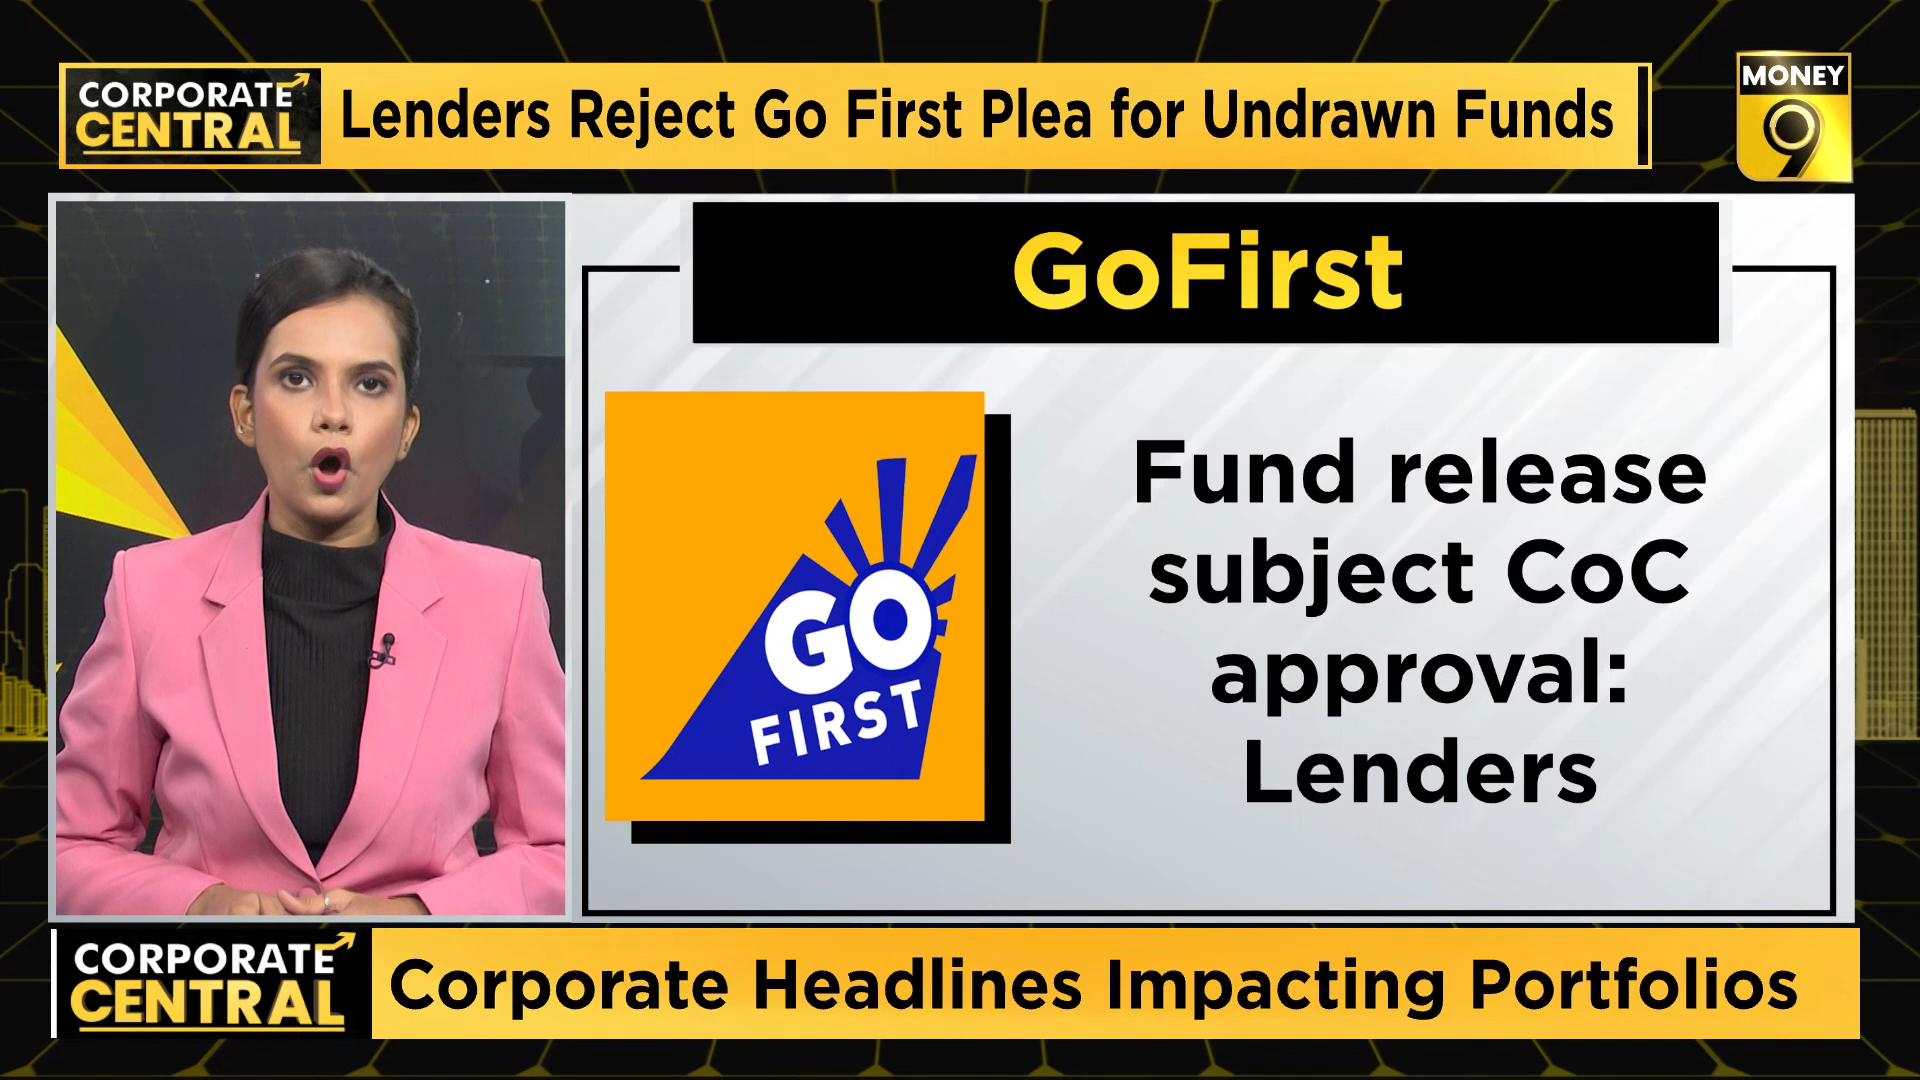 CORPORATE
CENTRAL
Lenders Reject Go First Plea for Undrawn Funds
MONEY
9
GoFirst
GO
FIRST
Fund release
subject CoC
approval:
Lenders
CORPORATE
CENTRAL
Corporate Headlines Impacting Portfolios